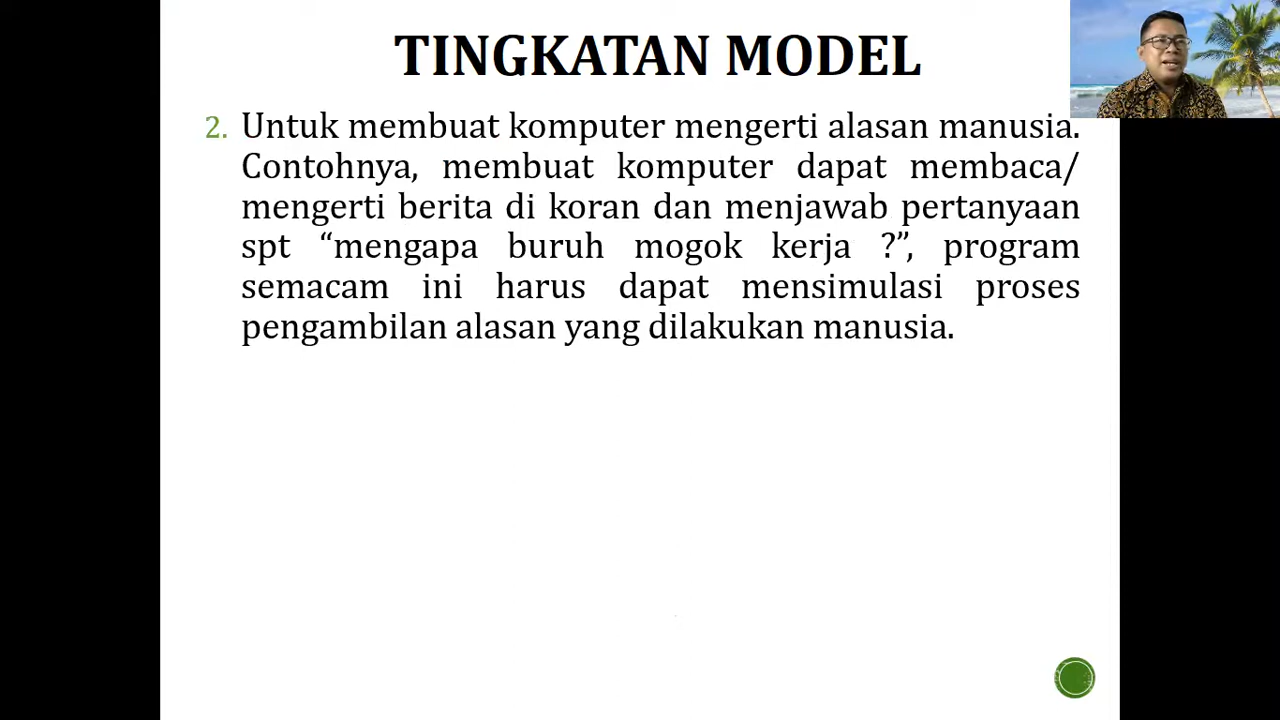 TINGKATAN MODEL
2. Untuk membuat komputer mengerti alasan manusia.
Contohnya, membuat komputer dapat membaca/
mengerti berita di koran dan menjawab pertanyaan
spt “mengapa buruh mogok kerja ?”, program
semacam ini harus dapat mensimulasi proses
pengambilan alasan yang dilakukan manusia.